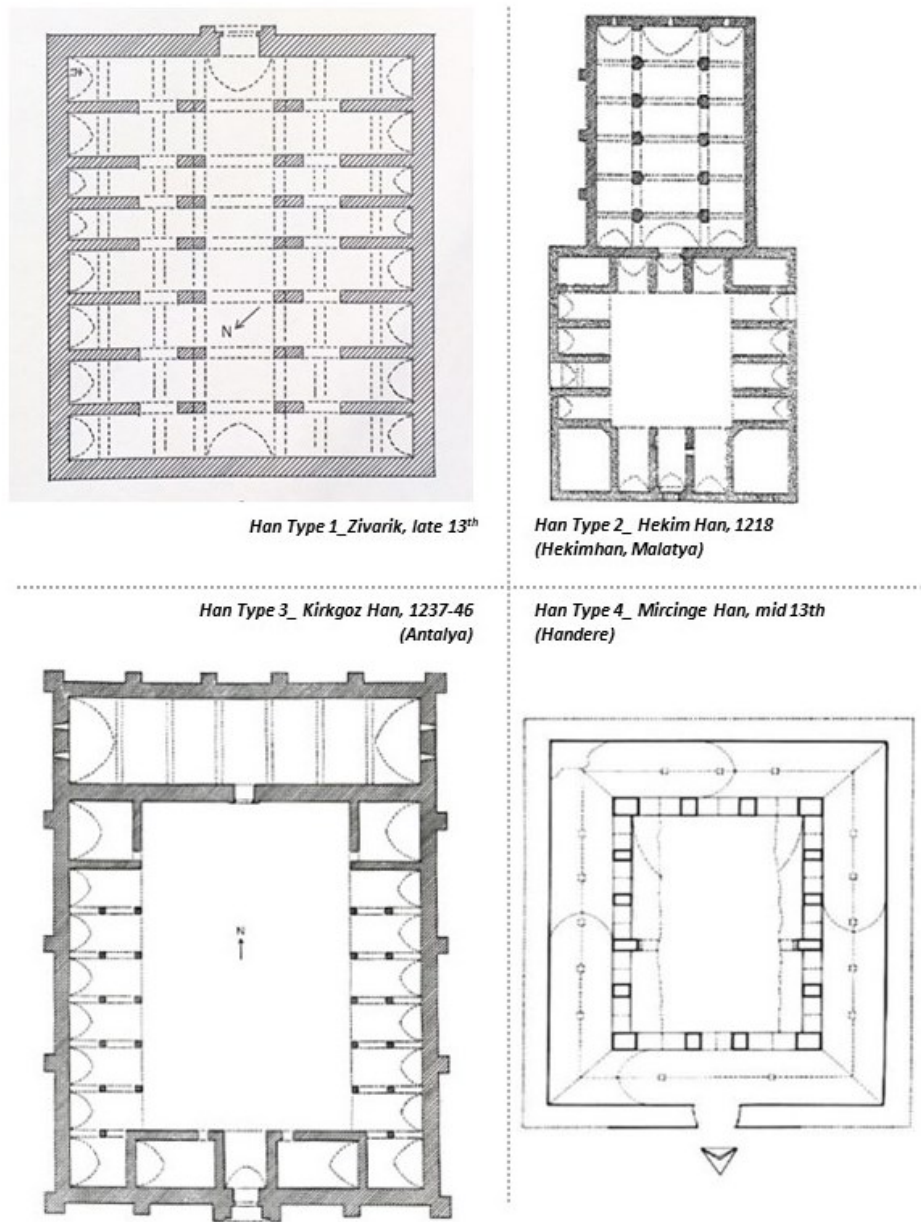 N
Han Type 1_Zivarik, late 13th
Han Type 2_ Hekim Han, 1218
(Hekimhan, Malatya)
Han Type 3_ Kirkgoz Han, 1237-46
(Antalya)
Han Type 4_ Mircinge Han, mid 13th
(Handere)
N